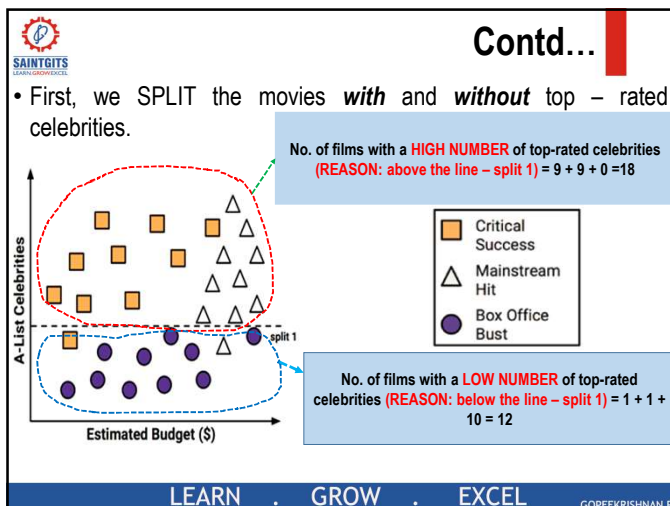 SAINTGITS
LEARN.GROW.EXCEL
Contd...
• First, we SPLIT the movies with and without top – rated
celebrities.
No. of films with a HIGH NUMBER of top-rated celebrities
(REASON: above the line – split 1) = 9 + 9 + 0 =18
A-List Celebrities
split 1
Estimated Budget ($)
Critical
Success
Mainstream
Hit
Box Office
Bust
No. of films with a LOW NUMBER of top-rated
celebrities (REASON: below the line – split 1) = 1 + 1 +
10 = 12
LEARN . GROW . EXCEL